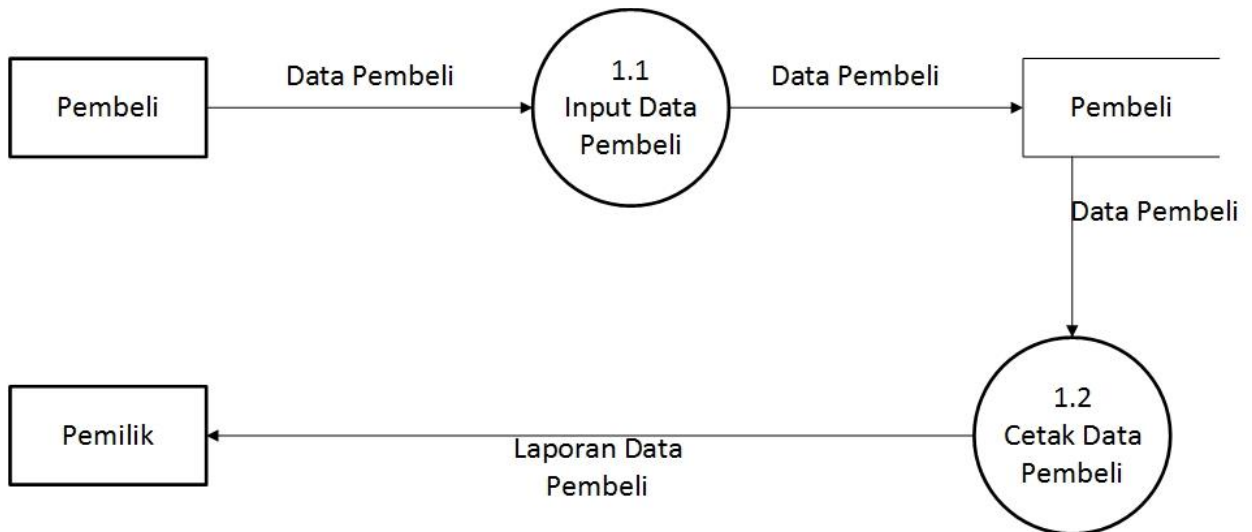 Pembeli
Data Pembeli
1.1
Input Data
Pembeli
Data Pembeli
Pembeli
Data Pembeli
1.2
Cetak Data
Pembeli
Laporan Data
Pembeli
Pemilik